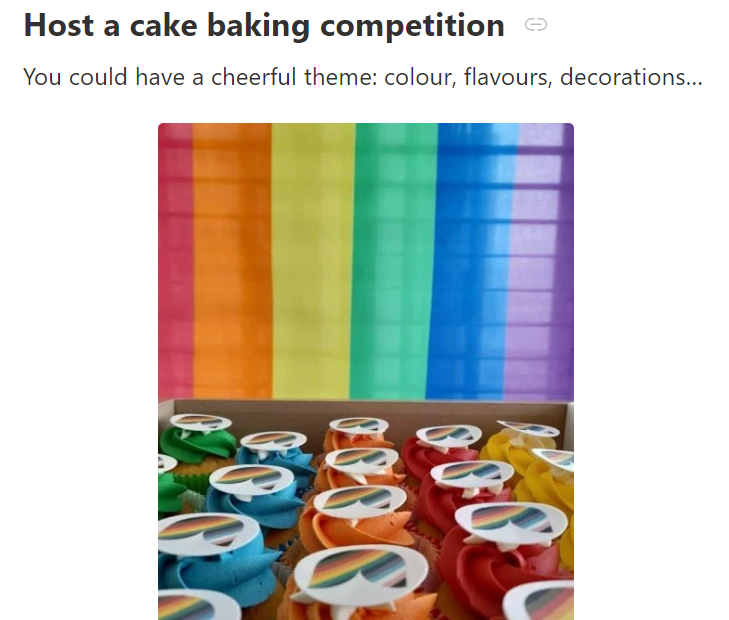 Host a cake baking competition
You could have a cheerful theme: colour, flavours, decorations...